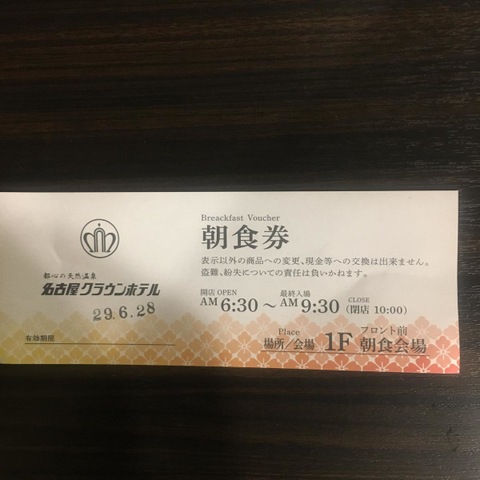 都心の天然温泉
名古屋クラウンホテル
29.6.28
有効期限
Breackfast Voucher
朝食券
表示以外の商品への変更、現金等への交換は出来ません。
盗難、紛失についての責任は負いかねます。
開店 OPEN 最終入場 CLOSE
AM 6:30 〜 AM 9:30 (閉店 10:00)
Place フロント前
場所/会場 1F 朝食会場